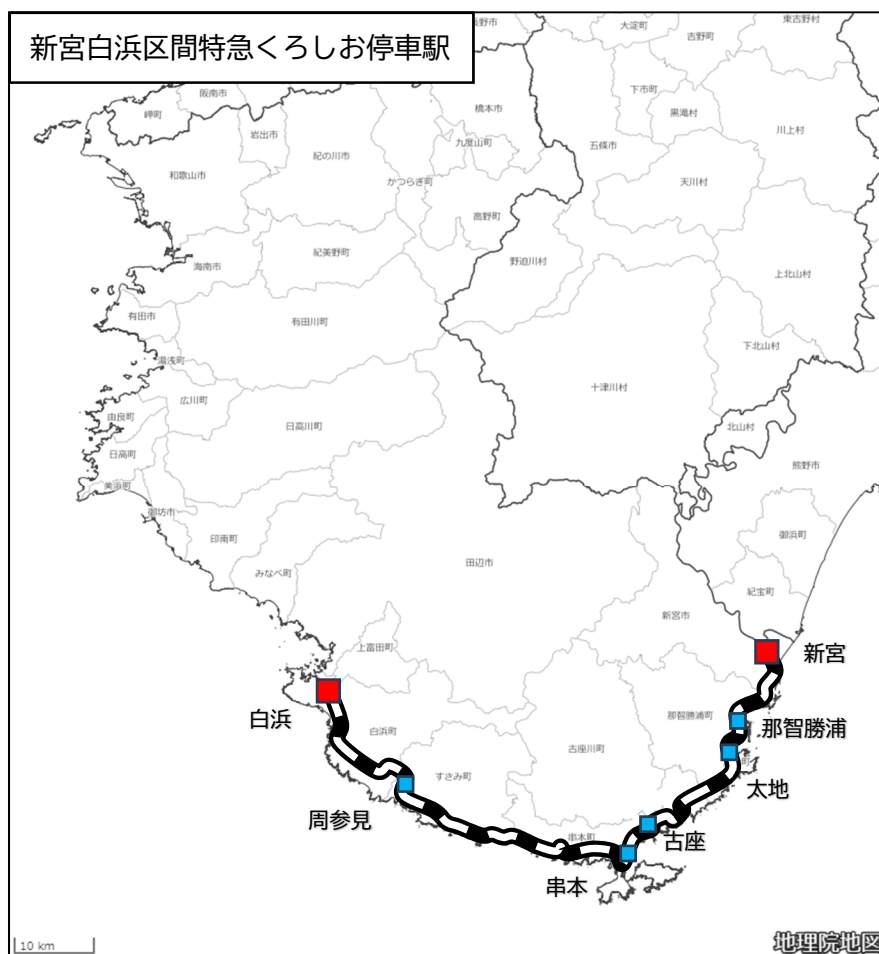 新宮白浜区間特急くろしお停車駅
大淀町
吉野町
東吉野村
阪南市
岬町
橋本市
下市町
黒滝村
川上村
岩出市
和歌山市
紀の川市
九度山町
五條市
かつらぎ町
天川村
高野町
海南市
紀美野町
野迫川村
上北山村
有田市
有田川町
下北山村
湯浅町
十津川村
広川町
由良町
日高川町
北山村
日高町
熊野市
美浜町
御坊市
印南町
御浜町
みなべ町
田辺市
紀宝町
新宮市
上富田町
新宮
白浜
白浜町
那智勝浦町
那智勝浦
古座川町
すさみ町
太地
周参見
串本町
古座
串本
10 km
地理院地図